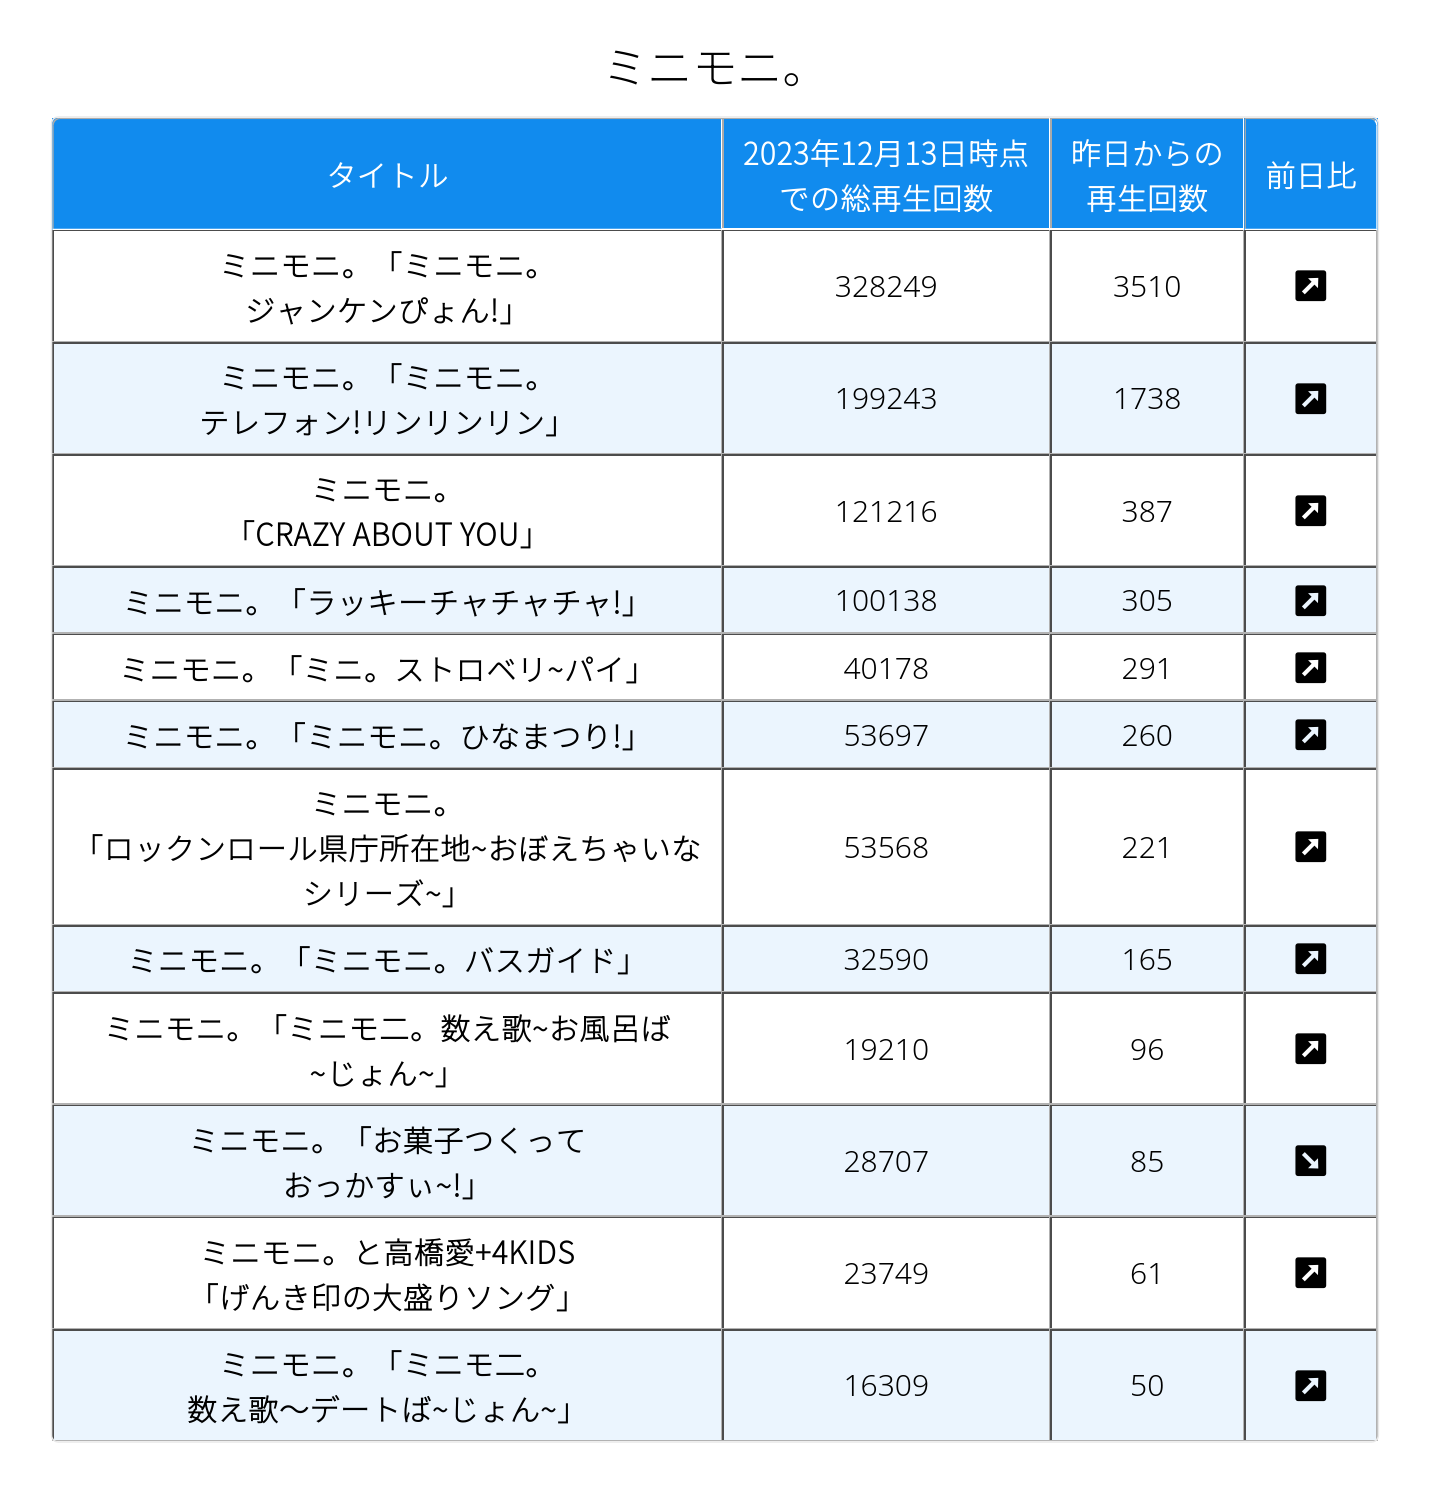 ミニモニ。
タイトル
2023年12月13日時点
での総再生回数
昨日からの
再生回数
前日比
ミニモニ。「ミニモニ。
ジャンケンぴょん!」
328249
3510
ミニモニ。「ミニモニ。
テレフォン!リンリンリン」
199243
1738
ミニモニ。
「CRAZY ABOUT YOU」
121216
387
ミニモニ。「ラッキーチャチャチャ!」
100138
305
ミニモニ。「ミニ。ストロベリ~パイ」
40178
291
ミニモニ。「ミニモニ。ひなまつり!」
53697
260
ミニモニ。
「ロックンロール県庁所在地~おぼえちゃいな
シリーズ~」
53568
221
ミニモニ。「ミニモニ。バスガイド」
32590
165
ミニモニ。「ミニモ二。数え歌~お風呂ば
~じょん~」
19210
96
ミニモニ。「お菓子つくって
おっかすぃ~!」
28707
85
ミニモニ。と高橋愛+4KIDS
「げんき印の大盛りソング」
23749
61
ミニモニ。「ミニモ二。
数え歌〜デートば~じょん~」
16309
50